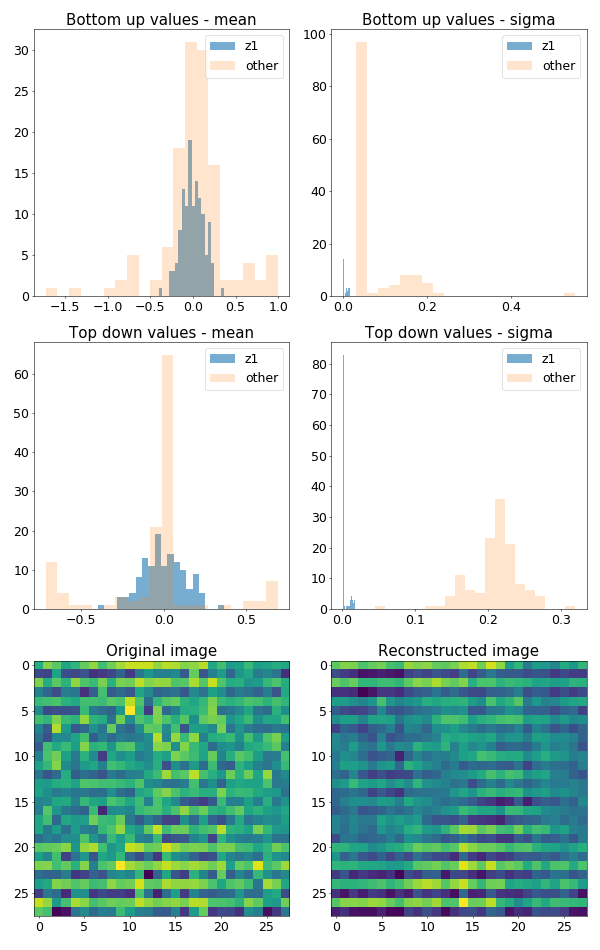 Bottom up values - mean
z1
other
30
25
20
15
10
5
0
−1.5 −1.0 −0.5 0.0 0.5 1.0
Bottom up values - sigma
z1
other
100
80
60
40
20
0
0.0 0.2 0.4
Top down values - mean
z1
other
60
50
40
30
20
10
0
−0.5 0.0 0.5
Top down values - sigma
z1
other
80
70
60
50
40
30
20
10
0
0.0 0.1 0.2 0.3
Original image
0
5
10
15
20
25
0 5 10 15 20 25
Reconstructed image
0
5
10
15
20
25
0 5 10 15 20 25